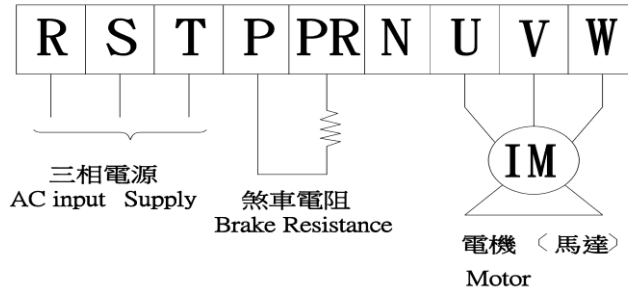 R S T P PR N U V W
IM
三相電源
AC input Supply
煞車電阻
Brake Resistance
電機（馬達）
Motor